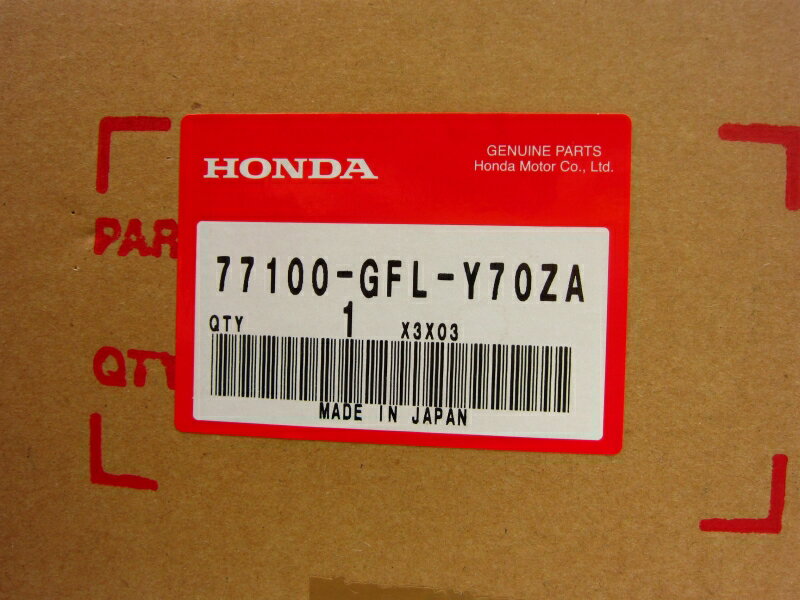 HONDA
GENUINE PARTS
Honda Motor Co., Ltd.
PAR
77100-GFL-Y70ZA
QTY 1 X3X03
QTY
MADE IN JAPAN